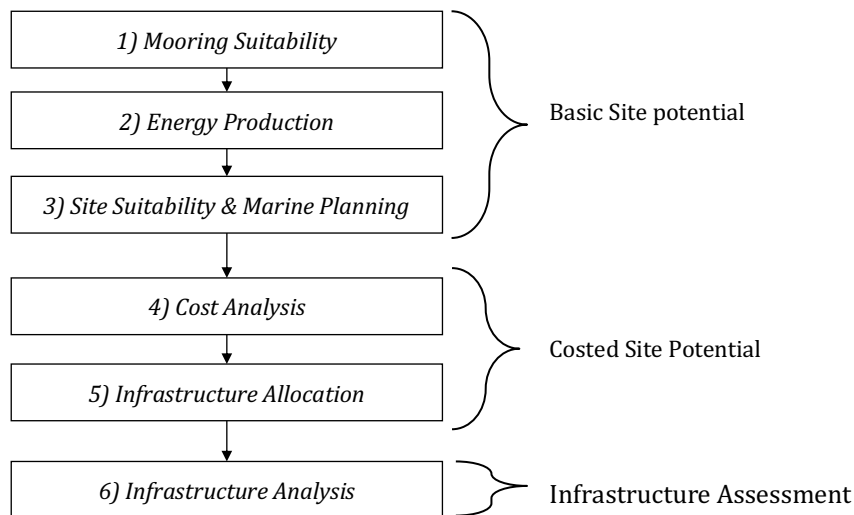 1) Mooring Suitability
2) Energy Production
3) Site Suitability & Marine Planning
Basic Site potential
4) Cost Analysis
5) Infrastructure Allocation
Costed Site Potential
6) Infrastructure Analysis
Infrastructure Assessment